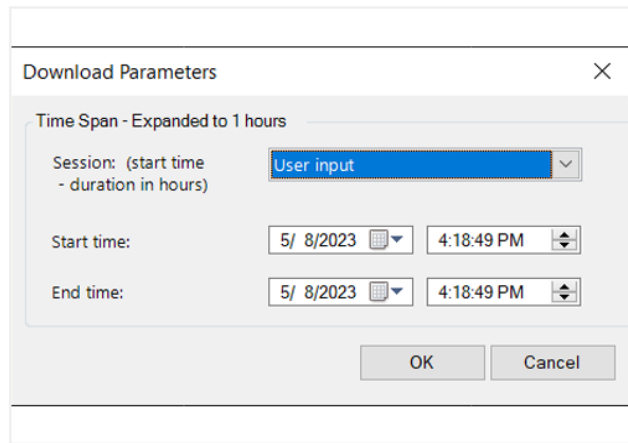 Download Parameters
Time Span - Expanded to 1 hours
Session: (start time
- duration in hours)
User input
Start time:
5/ 8/2023
4:18:49 PM
End time:
5/ 8/2023
4:18:49 PM
OK
Cancel